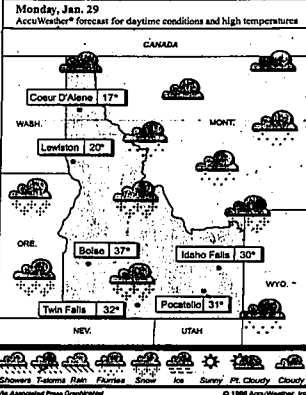 Monday, Jan. 29
AccuWeather® forecast for daytime conditions and high temperatures
CANADA
Coeur D'Alene 17°
WASH.
MONT.
Lewiston 20°
ORE.
Boise 37°
Idaho Falls 30°
WYO.
Pocatello 31°
Twin Falls 32°
NEV.
UTAH
Showers T-storms Rain Flurries Snow Ice Sunny Pt. Cloudy Cloudy
Via Associated Press GraphicsNet
© 1996 AccuWeather, Inc.